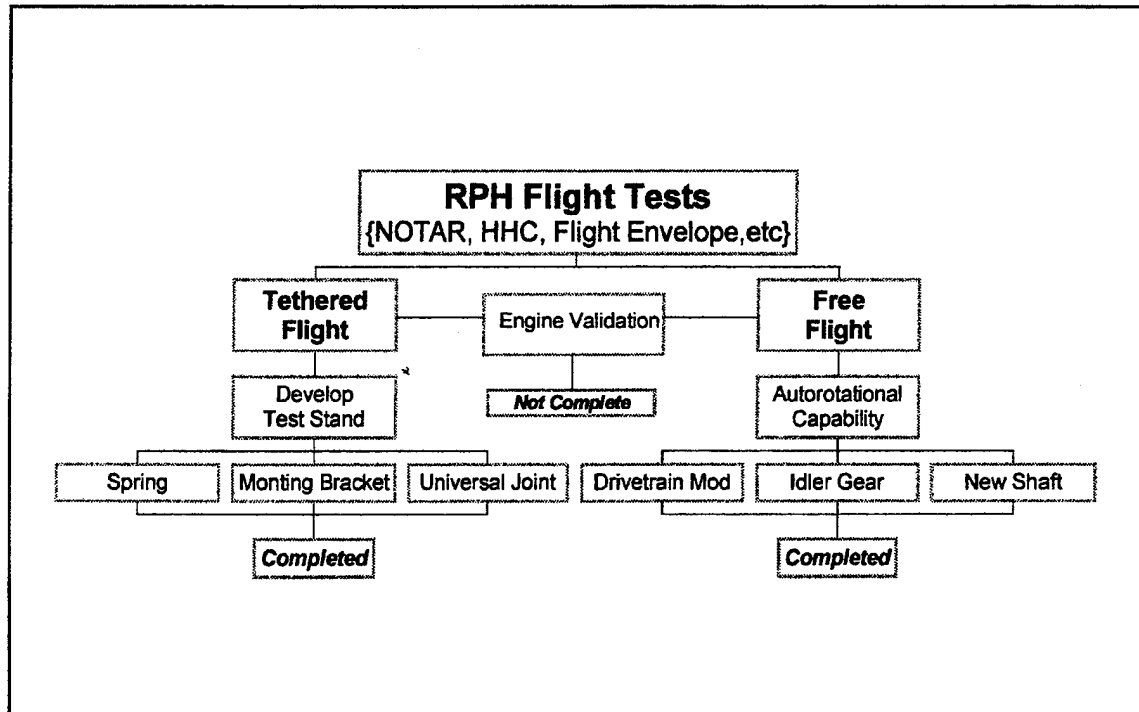 RPH Flight Tests
{NOTAR, HHC, Flight Envelope,etc}
Tethered
Flight
Engine Validation
Free
Flight
Develop
Test Stand
Not Complete
Autorotational
Capability
Spring
Monting Bracket
Universal Joint
Drivetrain Mod
Idler Gear
New Shaft
Completed
Completed